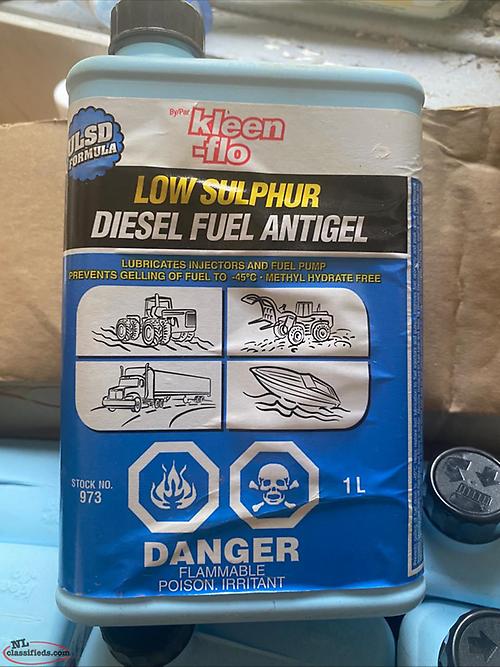 ULSD
FORMULA
By/Par
kleen
-flo
LOW SULPHUR
DIESEL FUEL ANTIGEL
LUBRICATES INJECTORS AND FUEL PUMP
PREVENTS GELLING OF FUEL TO -45°C · METHYL HYDRATE FREE
STOCK NO.
973
1 L
DANGER
FLAMMABLE
POISON. IRRITANT
NL
classifieds.com